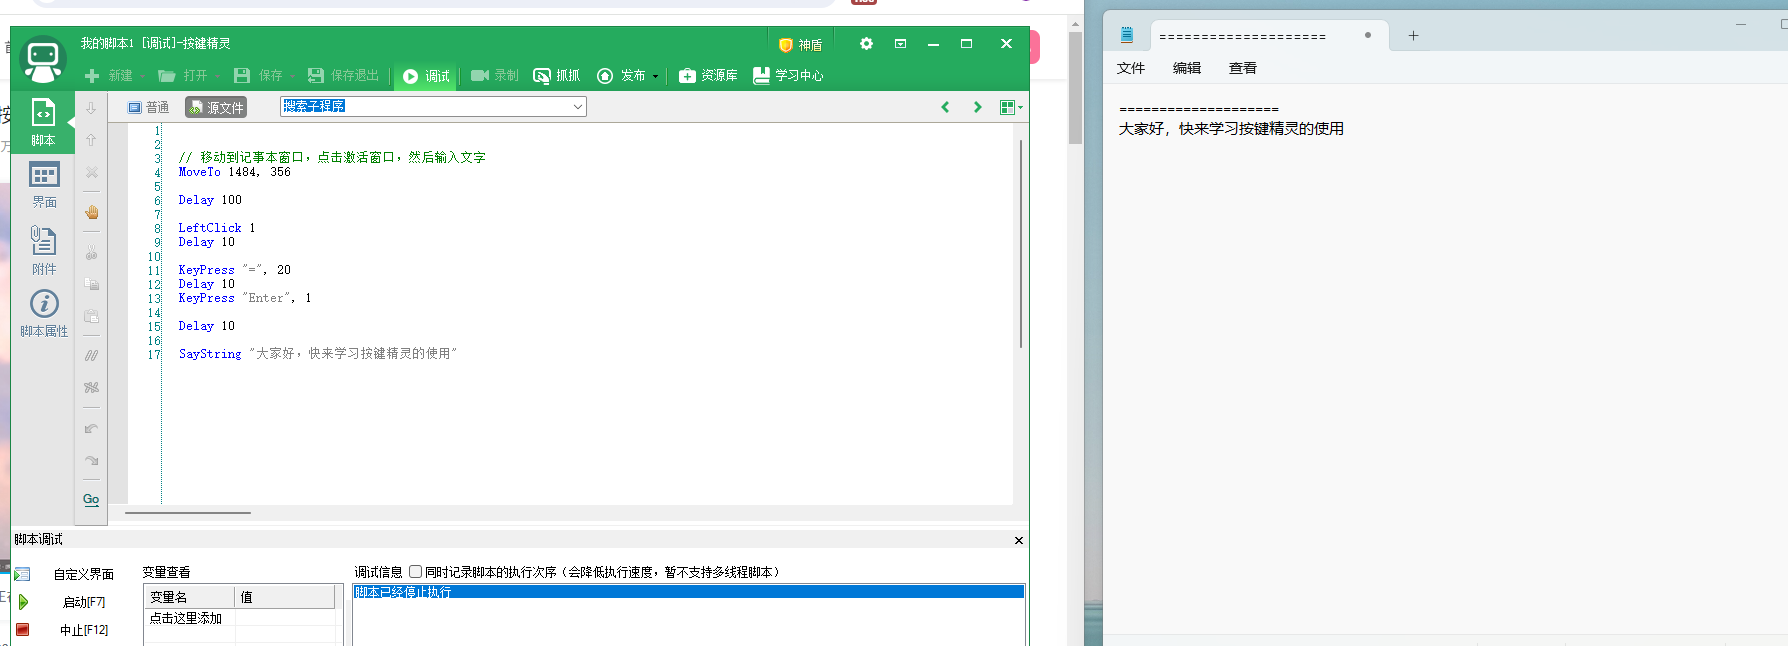 我的脚本1 [调试]-按键精灵
神盾
新建 打开 保存 保存退出 调试 录制 抓抓 发布 资源库 学习中心
脚本
界面
附件
脚本属性
Go
普通 源文件 搜索子程序
1
2
3 // 移动到记事本窗口，点击激活窗口，然后输入文字
4 MoveTo 1484, 356
5
6 Delay 100
7
8 LeftClick 1
9 Delay 10
10
11 KeyPress "=", 20
12 Delay 10
13 KeyPress "Enter", 1
14
15 Delay 10
16
17 SayString "大家好，快来学习按键精灵的使用"
脚本调试
自定义界面
启动[F7]
中止[F12]
变量查看
变量名 值
点击这里添加
调试信息 同时记录脚本的执行次序（会降低执行速度，暂不支持多线程脚本）
脚本已经停止执行
====================
文件 编辑 查看
====================
大家好，快来学习按键精灵的使用